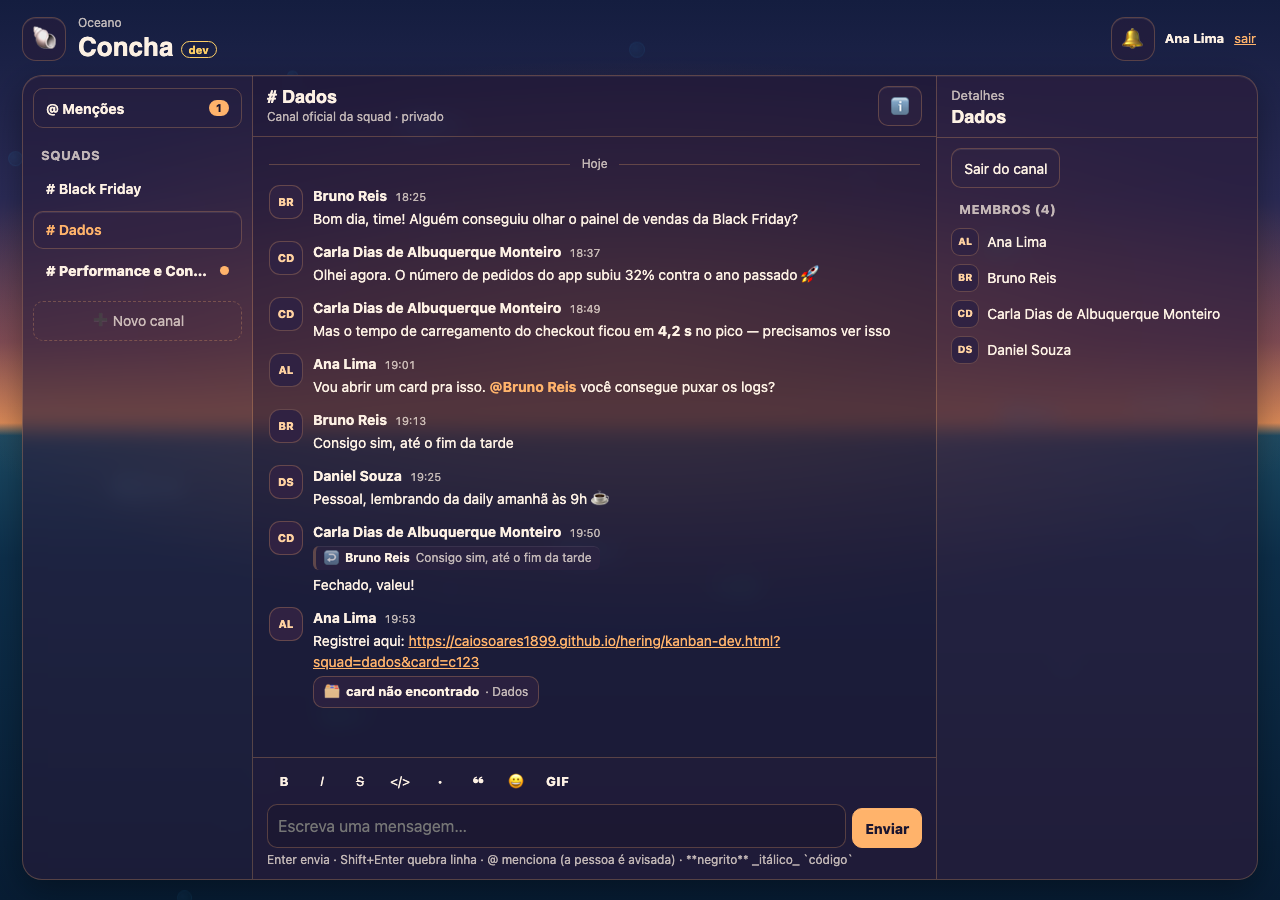 Oceano
Concha dev
Ana Lima sair
@ Menções 1
SQUADS
# Black Friday
# Dados
# Performance e Con...
Novo canal
# Dados
Canal oficial da squad · privado
Hoje
BR Bruno Reis 18:25
Bom dia, time! Alguém conseguiu olhar o painel de vendas da Black Friday?
CD Carla Dias de Albuquerque Monteiro 18:37
Olhei agora. O número de pedidos do app subiu 32% contra o ano passado 🚀
CD Carla Dias de Albuquerque Monteiro 18:49
Mas o tempo de carregamento do checkout ficou em 4,2 s no pico — precisamos ver isso
AL Ana Lima 19:01
Vou abrir um card pra isso. @Bruno Reis você consegue puxar os logs?
BR Bruno Reis 19:13
Consigo sim, até o fim da tarde
DS Daniel Souza 19:25
Pessoal, lembrando da daily amanhã às 9h ☕
CD Carla Dias de Albuquerque Monteiro 19:50
Bruno Reis Consigo sim, até o fim da tarde
Fechado, valeu!
AL Ana Lima 19:53
Registrei aqui: https://caiosoares1899.github.io/hering/kanban-dev.html?
squad=dados&card=c123
card não encontrado · Dados
B I S </> • ❝ 😀 GIF
Escreva uma mensagem...
Enviar
Enter envia · Shift+Enter quebra linha · @ menciona (a pessoa é avisada) · **negrito** _itálico_ `código`
Detalhes
Dados
Sair do canal
MEMBROS (4)
AL Ana Lima
BR Bruno Reis
CD Carla Dias de Albuquerque Monteiro
DS Daniel Souza